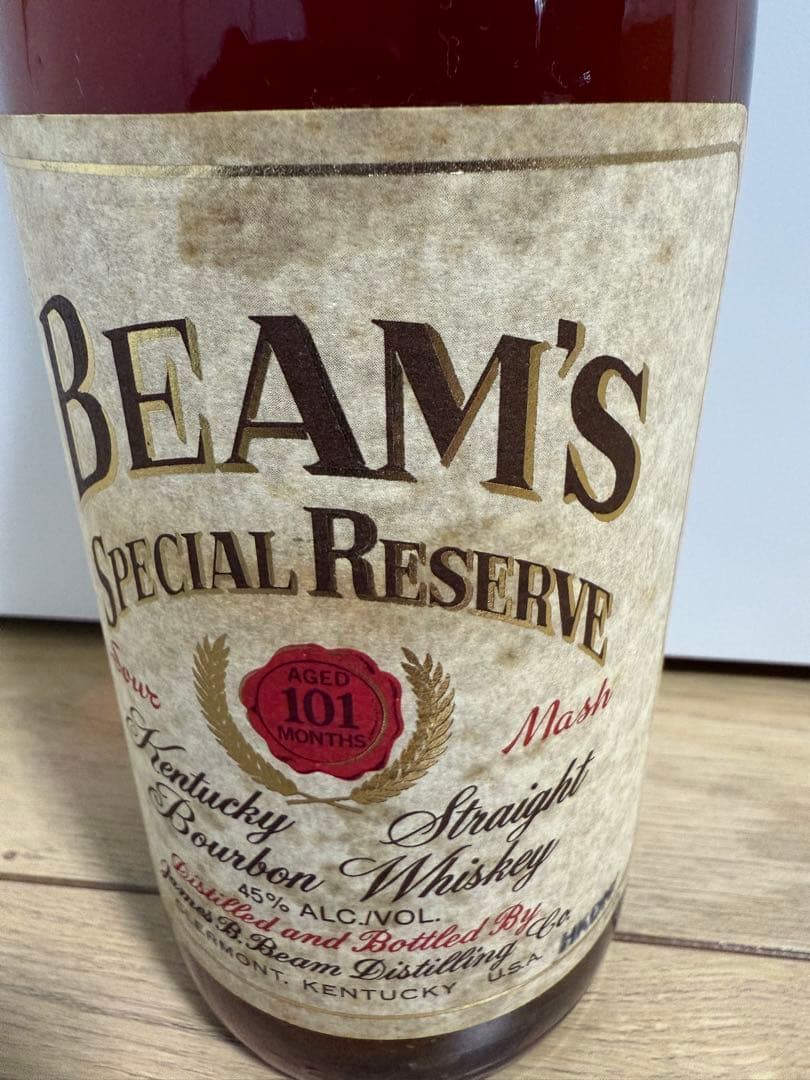 BEAM'S
SPECIAL RESERVE
Sour Mash
AGED
101
MONTHS
Kentucky Straight
Bourbon Whiskey
45% ALC./VOL.
Distilled and Bottled By
James B. Beam Distilling Co.
CLERMONT, KENTUCKY USA